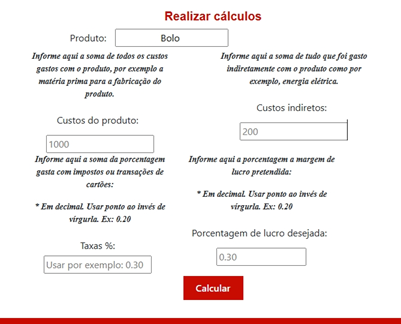 Realizar cálculos
Produto: Bolo
Informe aqui a soma de todos os custos
gastos com o produto, por exemplo a
matéria prima para a fabricação do
produto.
Informe aqui a soma de tudo que foi gasto
indiretamente com o produto como por
exemplo, energia elétrica.
Custos do produto:
1000
Custos indiretos:
200
Informe aqui a soma da porcentagem
gasta com impostos ou transações de
cartões:
* Em decimal. Usar ponto ao invés de
vírgurla. Ex: 0.20
Taxas %:
Usar por exemplo: 0.30
Informe aqui a porcentagem a margem de
lucro pretendida:
* Em decimal. Usar ponto ao invés de
vírgurla. Ex: 0.20
Porcentagem de lucro desejada:
0.30
Calcular